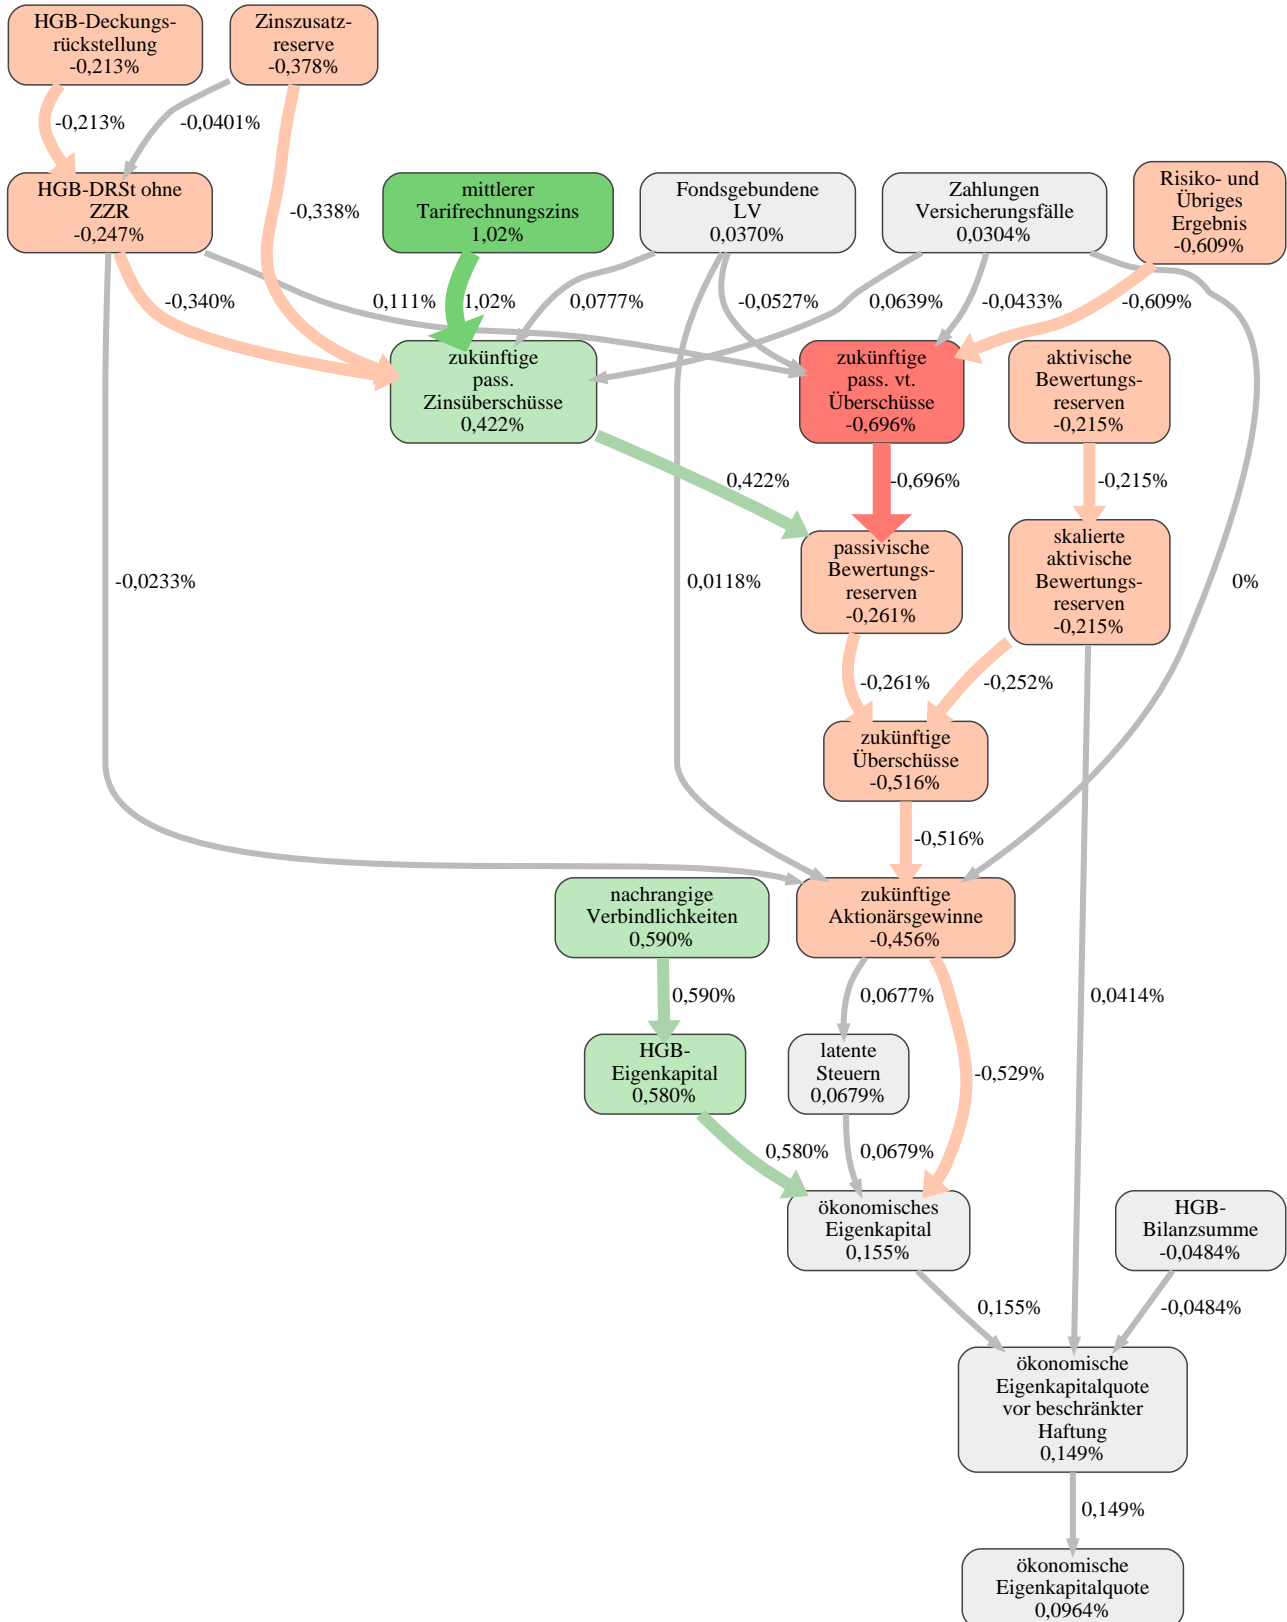 HGB-Deckungs-
rückstellung
-0,213%
Zinszusatz-
reserve
-0,378%
-0,213%
-0,0401%
HGB-DRSt ohne
ZZR
-0,247%
-0,338%
mittlerer
Tarifrechnungszins
1,02%
Fondsgebundene
LV
0,0370%
Zahlungen
Versicherungsfälle
0,0304%
Risiko- und
Übriges
Ergebnis
-0,609%
-0,340%
0,111%
1,02%
0,0777%
-0,0527%
0,0639%
-0,0433%
-0,609%
zukünftige
pass.
Zinsüberschüsse
0,422%
zukünftige
pass. vt.
Überschüsse
-0,696%
aktivische
Bewertungs-
reserven
-0,215%
0,422%
-0,696%
-0,215%
passivische
Bewertungs-
reserven
-0,261%
skalierte
aktivische
Bewertungs-
reserven
-0,215%
-0,0233%
0,0118%
0%
-0,261%
-0,252%
zukünftige
Überschüsse
-0,516%
-0,516%
nachrangige
Verbindlichkeiten
0,590%
zukünftige
Aktionärsgewinne
-0,456%
0,590%
0,0677%
0,0414%
HGB-
Eigenkapital
0,580%
latente
Steuern
0,0679%
-0,529%
0,580%
0,0679%
ökonomisches
Eigenkapital
0,155%
HGB-
Bilanzsumme
-0,0484%
0,155%
-0,0484%
ökonomische
Eigenkapitalquote
vor beschränkter
Haftung
0,149%
0,149%
ökonomische
Eigenkapitalquote
0,0964%